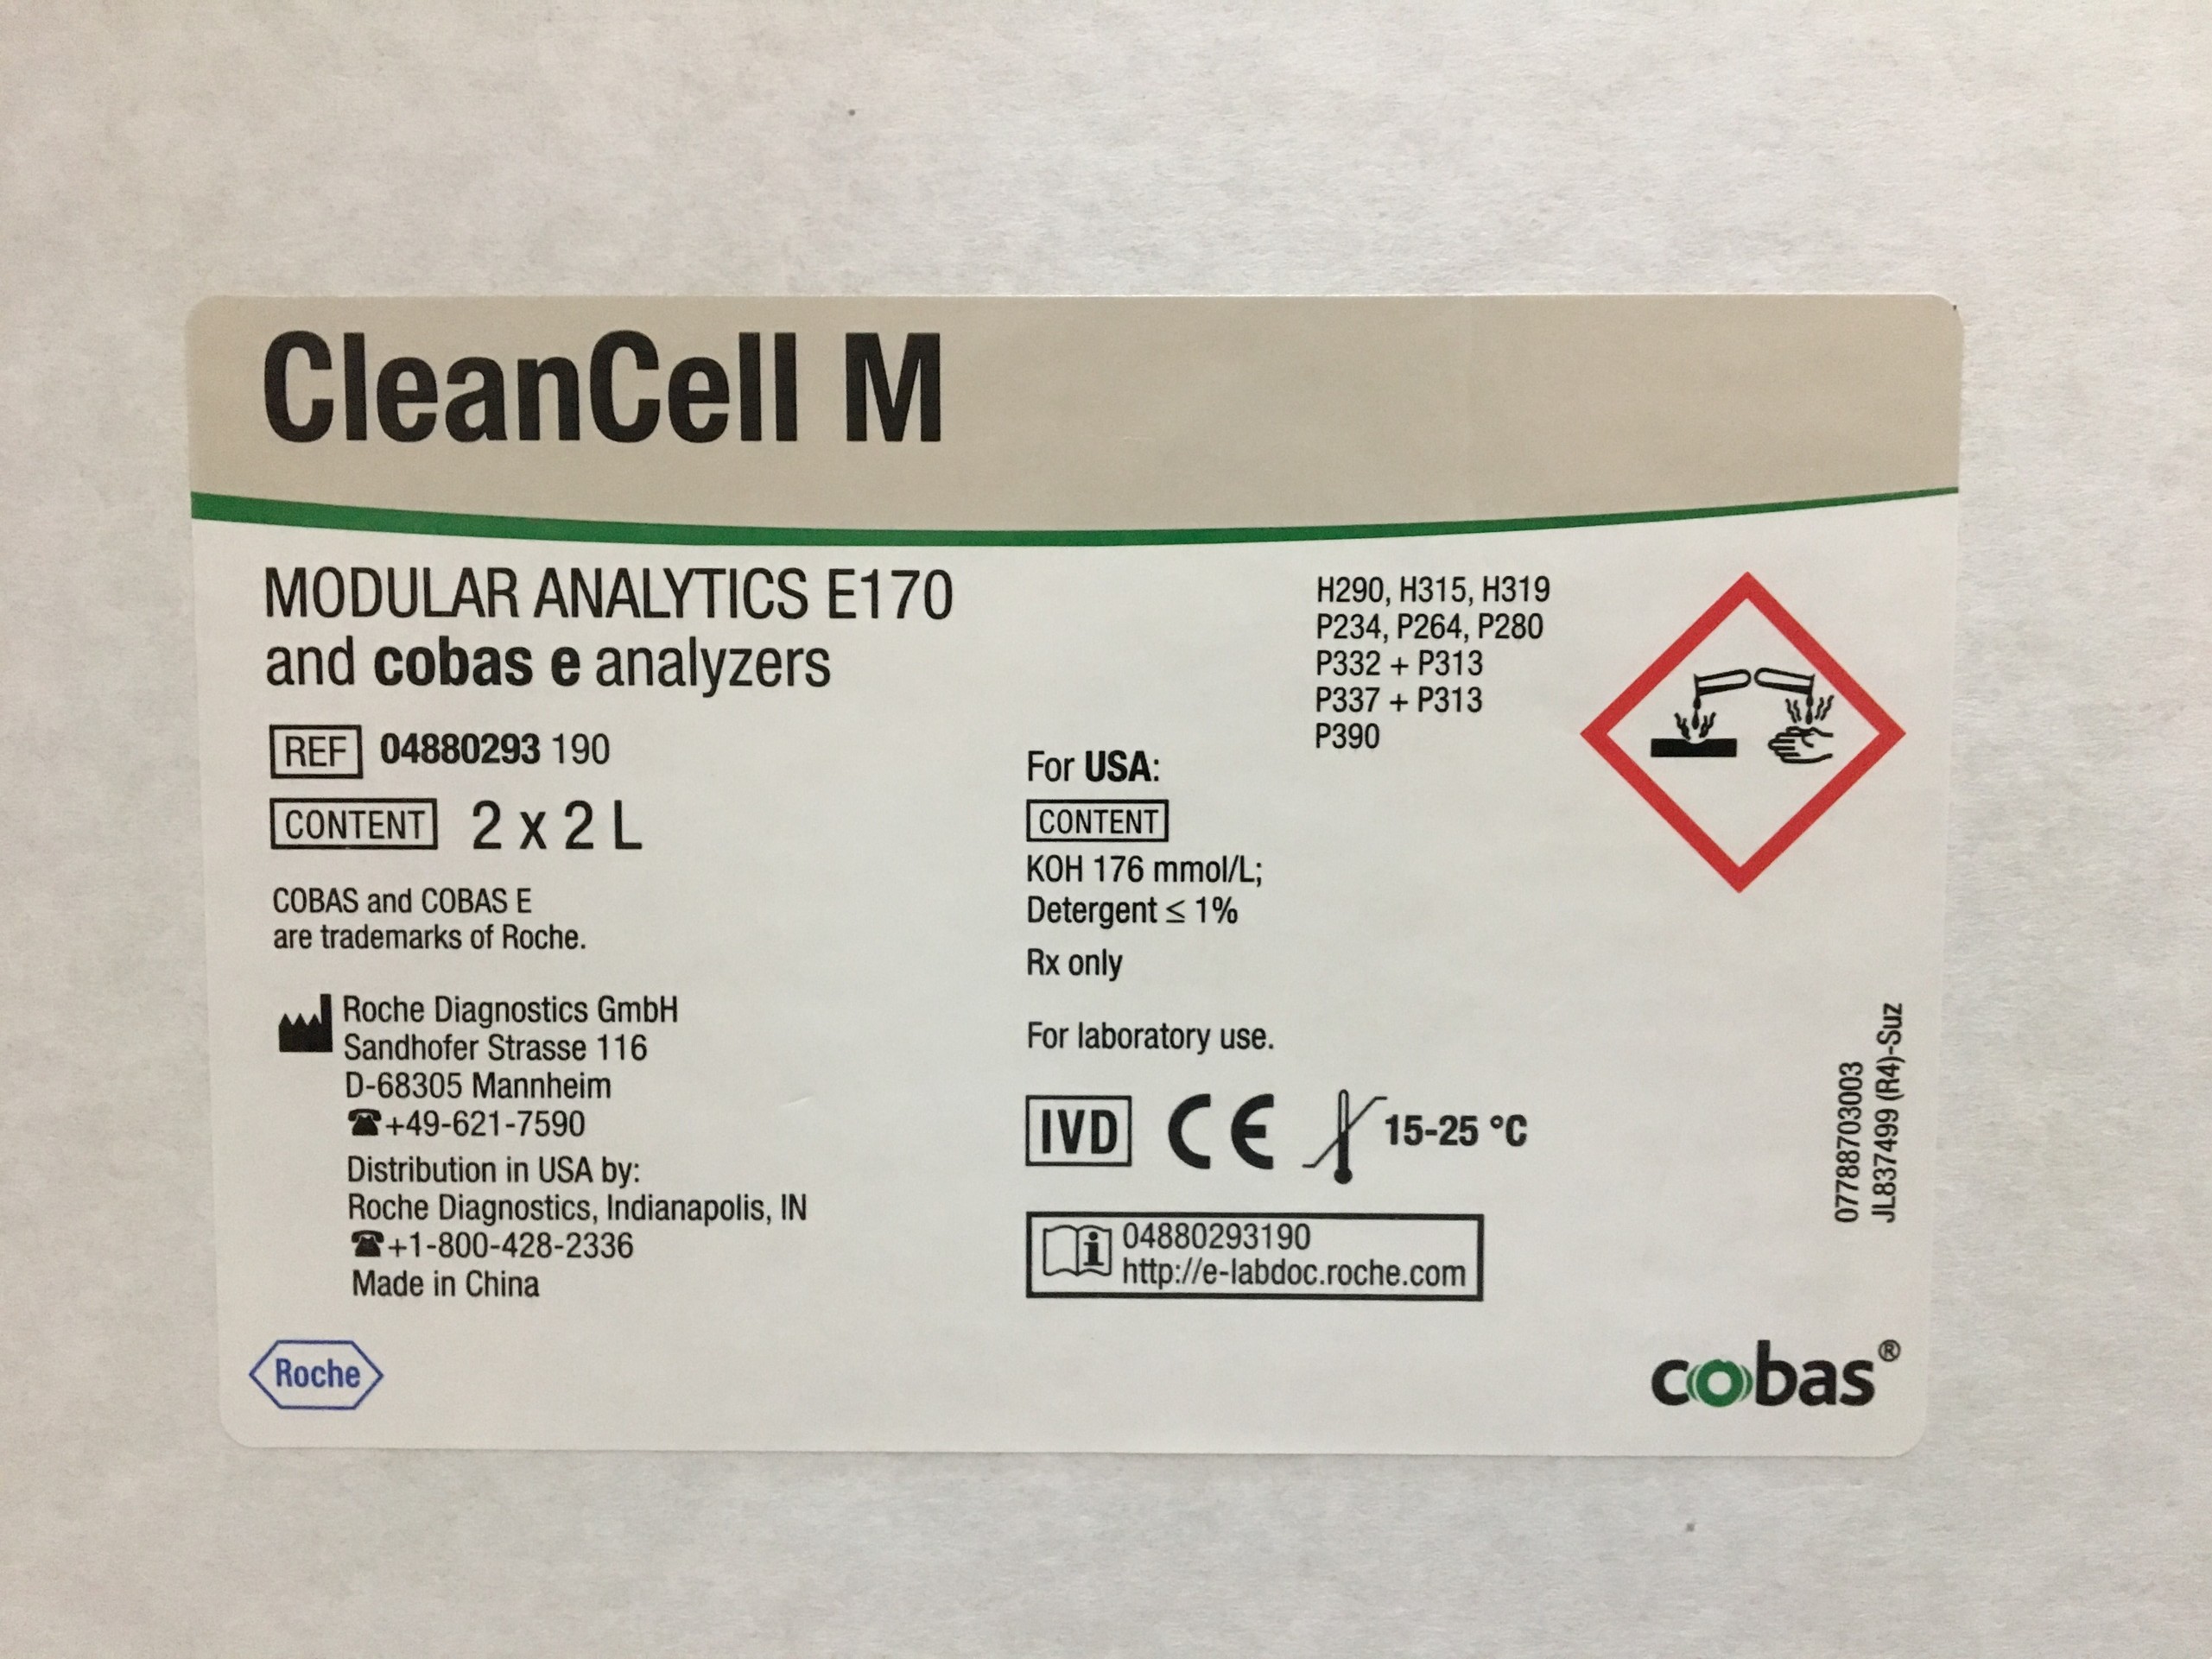 CleanCell M
MODULAR ANALYTICS E170
and cobas e analyzers
REF 04880293 190
CONTENT 2 x 2 L
COBAS and COBAS E
are trademarks of Roche.
Roche Diagnostics GmbH
Sandhofer Strasse 116
D-68305 Mannheim
☎+49-621-7590
Distribution in USA by:
Roche Diagnostics, Indianapolis, IN
☎+1-800-428-2336
Made in China
Roche
H290, H315, H319
P234, P264, P280
P332 + P313
P337 + P313
P390
For USA:
CONTENT
KOH 176 mmol/L;
Detergent ≤ 1%
Rx only
For laboratory use.
IVD CE 15-25 °C
i 04880293190
http://e-labdoc.roche.com
07788703003
JL837499 (R4)-Suz
cobas®